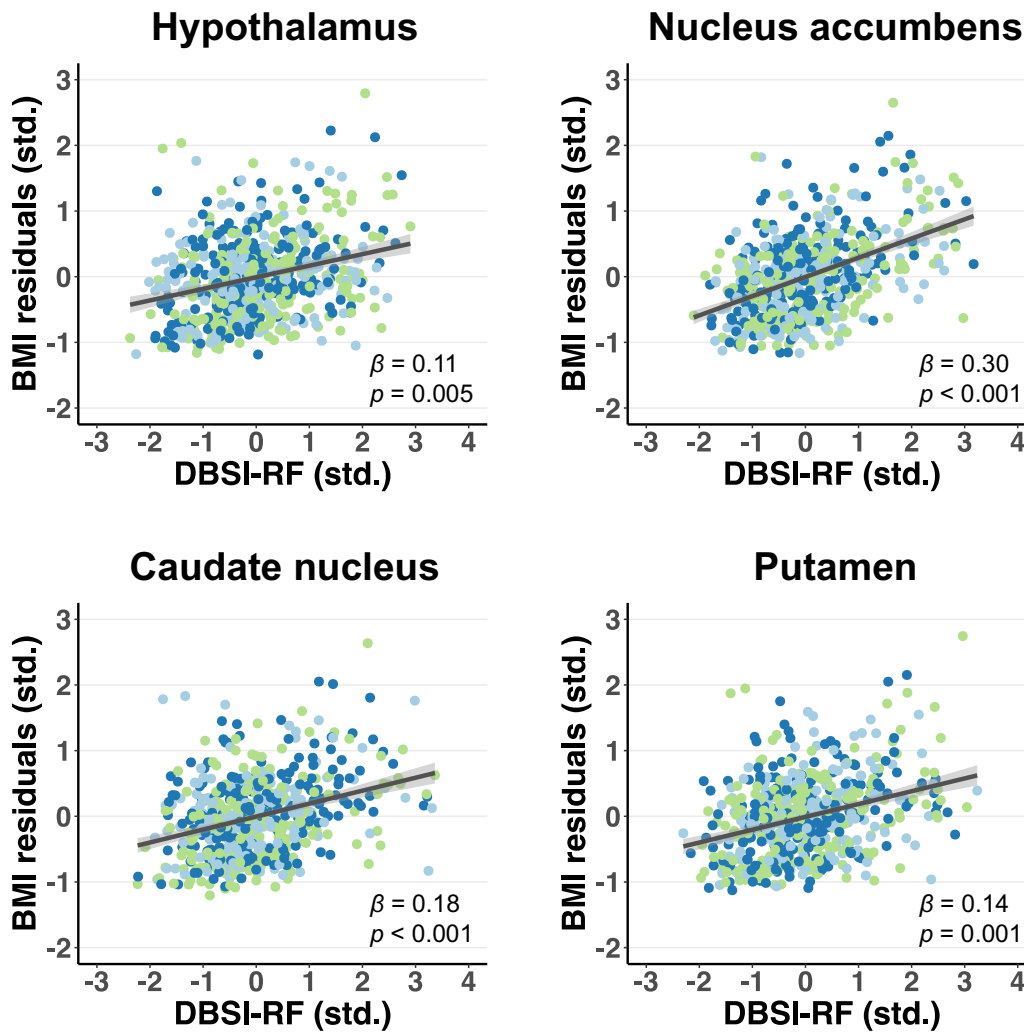 Hypothalamus
BMI residuals (std.)
3
2
1
0
-1
-2
β = 0.11
p = 0.005
-3 -2 -1 0 1 2 3 4
DBSI-RF (std.)
Nucleus accumbens
BMI residuals (std.)
3
2
1
0
-1
-2
β = 0.30
p < 0.001
-3 -2 -1 0 1 2 3 4
DBSI-RF (std.)
Caudate nucleus
BMI residuals (std.)
3
2
1
0
-1
-2
β = 0.18
p < 0.001
-3 -2 -1 0 1 2 3 4
DBSI-RF (std.)
Putamen
BMI residuals (std.)
3
2
1
0
-1
-2
β = 0.14
p = 0.001
-3 -2 -1 0 1 2 3 4
DBSI-RF (std.)